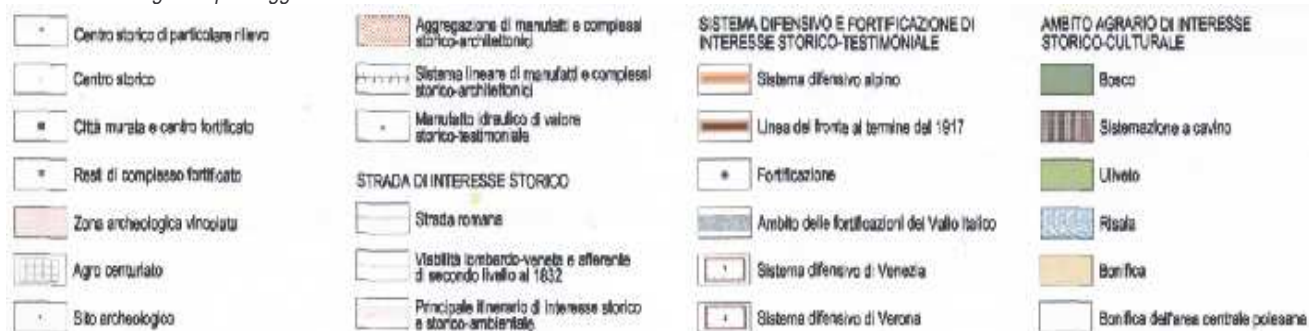 Centro storico di particolare rilievo
Centro storico
Città murata e centro fortificato
Resti di complesso fortificato
Zona archeologica vincolata
Agro centuriato
Sito archeologico
Aggregazione di manufatti e complessi
storico-architettonici
Sistema lineare di manufatti e complessi
storico-architettonici
Manufatto idraulico di valore
storico-testimoniale
STRADA DI INTERESSE STORICO
Strada romana
Viabilità lombardo-veneta e afferente
di secondo livello al 1832
Principale itinerario di interesse storico
e storico-ambientale
SISTEMA DIFENSIVO E FORTIFICAZIONE DI
INTERESSE STORICO-TESTIMONIALE
Sistema difensivo alpino
Linea del fronte al termine del 1917
Fortificazione
Ambito delle fortificazioni del Vallo Italico
Sistema difensivo di Venezia
Sistema difensivo di Verona
AMBITO AGRARIO DI INTERESSE
STORICO-CULTURALE
Bosco
Sistemazione a cavino
Uliveto
Risaia
Bonifica
Bonifica dell'area centrale polesana